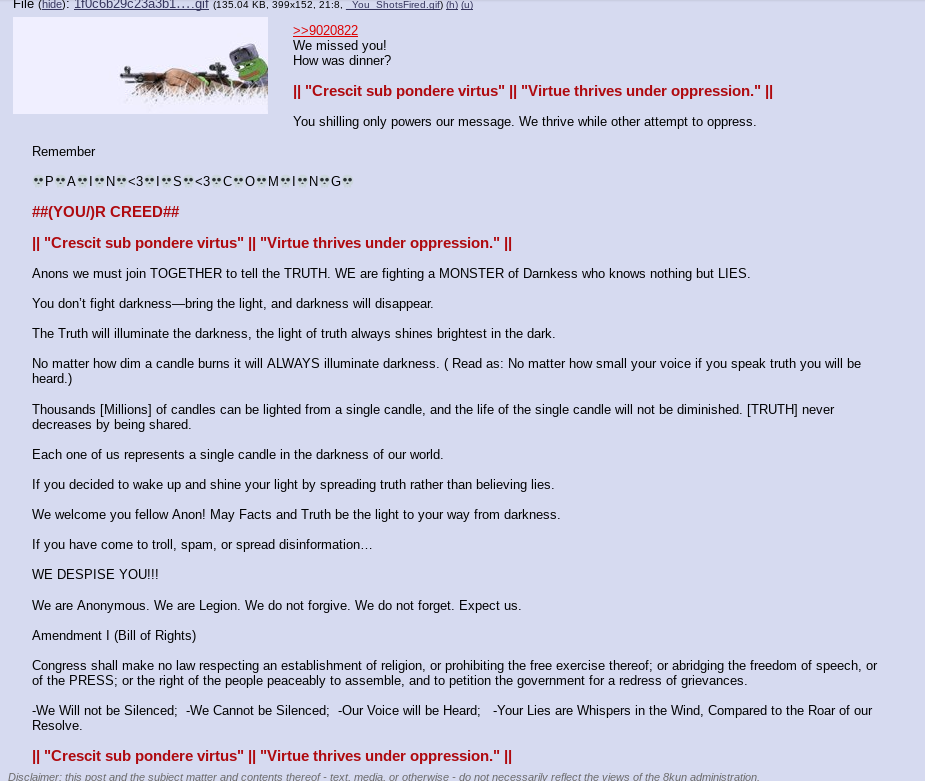 File (hide): 1f0c6b29c23a3b1….gif (135.04 KB, 399x152, 21:8, _You_ShotsFired.gif) (h) (u)
>>9020822
We missed you!
How was dinner?
|| "Crescit sub pondere virtus" || "Virtue thrives under oppression." ||
You shilling only powers our message. We thrive while other attempt to oppress.
Remember
💀P💀A💀I💀N💀<3💀I💀S💀<3💀C💀O💀M💀I💀N💀G💀
##(YOU/)R CREED##
|| "Crescit sub pondere virtus" || "Virtue thrives under oppression." ||
Anons we must join TOGETHER to tell the TRUTH. WE are fighting a MONSTER of Darnkess who knows nothing but LIES.
You don't fight darkness—bring the light, and darkness will disappear.
The Truth will illuminate the darkness, the light of truth always shines brightest in the dark.
No matter how dim a candle burns it will ALWAYS illuminate darkness. ( Read as: No matter how small your voice if you speak truth you will be
heard.)
Thousands [Millions] of candles can be lighted from a single candle, and the life of the single candle will not be diminished. [TRUTH] never
decreases by being shared.
Each one of us represents a single candle in the darkness of our world.
If you decided to wake up and shine your light by spreading truth rather than believing lies.
We welcome you fellow Anon! May Facts and Truth be the light to your way from darkness.
If you have come to troll, spam, or spread disinformation…
WE DESPISE YOU!!!
We are Anonymous. We are Legion. We do not forgive. We do not forget. Expect us.
Amendment I (Bill of Rights)
Congress shall make no law respecting an establishment of religion, or prohibiting the free exercise thereof; or abridging the freedom of speech, or
of the PRESS; or the right of the people peaceably to assemble, and to petition the government for a redress of grievances.
-We Will not be Silenced;  -We Cannot be Silenced;  -Our Voice will be Heard;   -Your Lies are Whispers in the Wind, Compared to the Roar of our
Resolve.
|| "Crescit sub pondere virtus" || "Virtue thrives under oppression." ||
Disclaimer: this post and the subject matter and contents thereof - text, media, or otherwise - do not necessarily reflect the views of the 8kun administration.